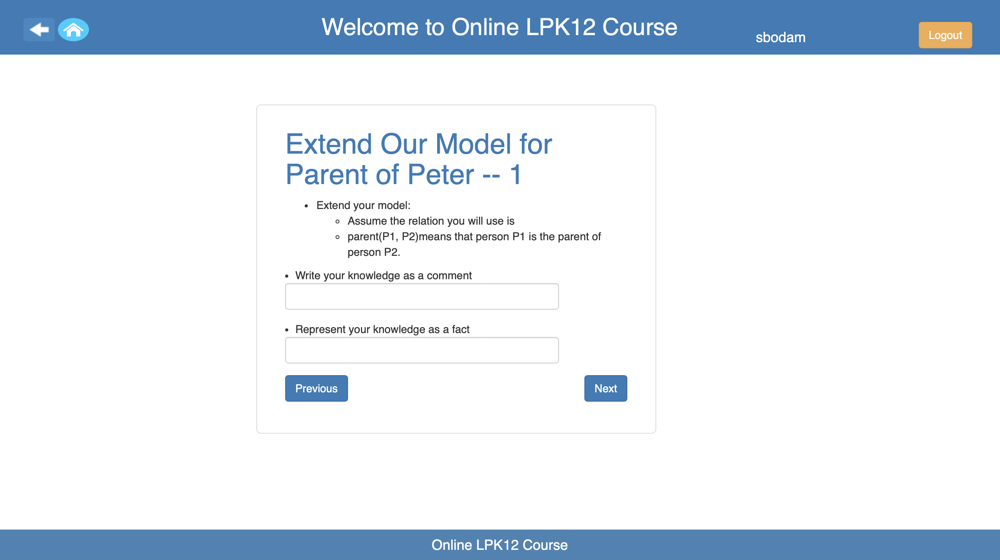 Welcome to Online LPK12 Course
sbodam
Logout
Extend Our Model for
Parent of Peter -- 1
Extend your model:
Assume the relation you will use is
parent(P1, P2)means that person P1 is the parent of
person P2.
Write your knowledge as a comment
Represent your knowledge as a fact
Previous
Next
Online LPK12 Course